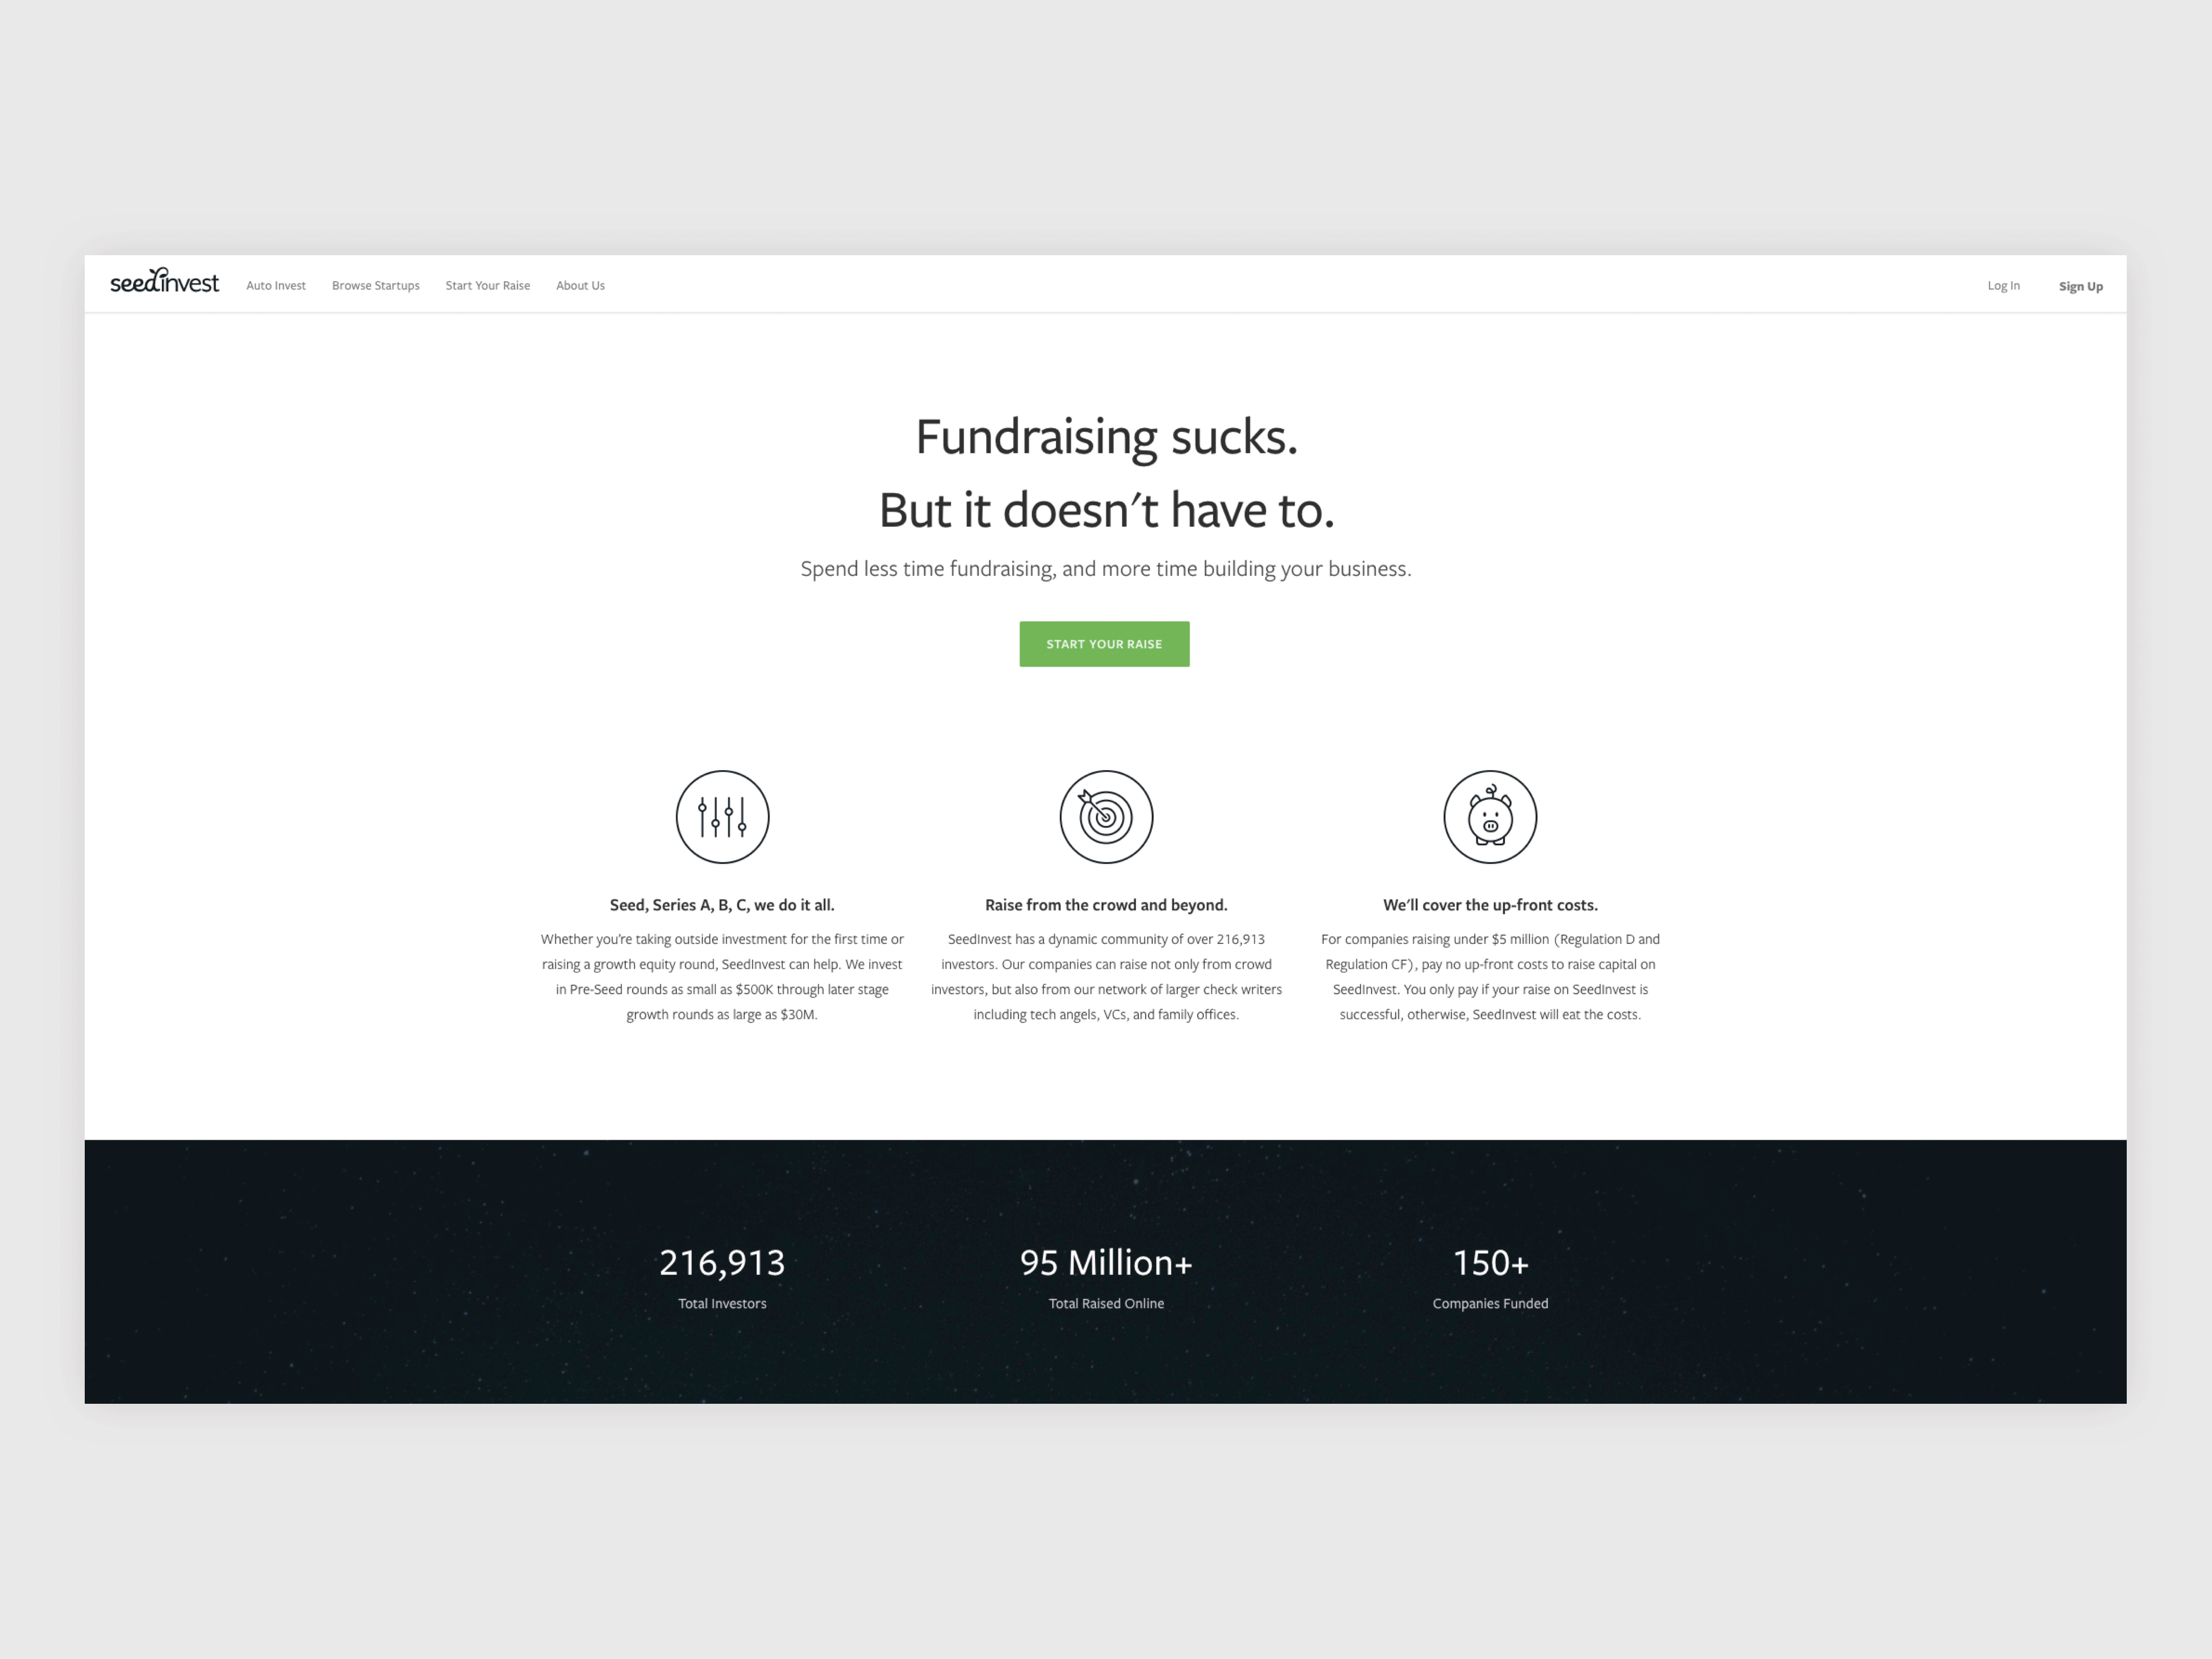 seedinvest
Auto Invest
Browse Startups
Start Your Raise
About Us
Log In
Sign Up
Fundraising sucks.
But it doesn't have to.
Spend less time fundraising, and more time building your business.
START YOUR RAISE
Seed, Series A, B, C, we do it all.
Whether you're taking outside investment for the first time or
raising a growth equity round, SeedInvest can help. We invest
in Pre-Seed rounds as small as $500K through later stage
growth rounds as large as $30M.
Raise from the crowd and beyond.
SeedInvest has a dynamic community of over 216,913
investors. Our companies can raise not only from crowd
investors, but also from our network of larger check writers
including tech angels, VCs, and family offices.
We'll cover the up-front costs.
For companies raising under $5 million (Regulation D and
Regulation CF), pay no up-front costs to raise capital on
SeedInvest. You only pay if your raise on SeedInvest is
successful, otherwise, SeedInvest will eat the costs.
216,913
Total Investors
95 Million+
Total Raised Online
150+
Companies Funded